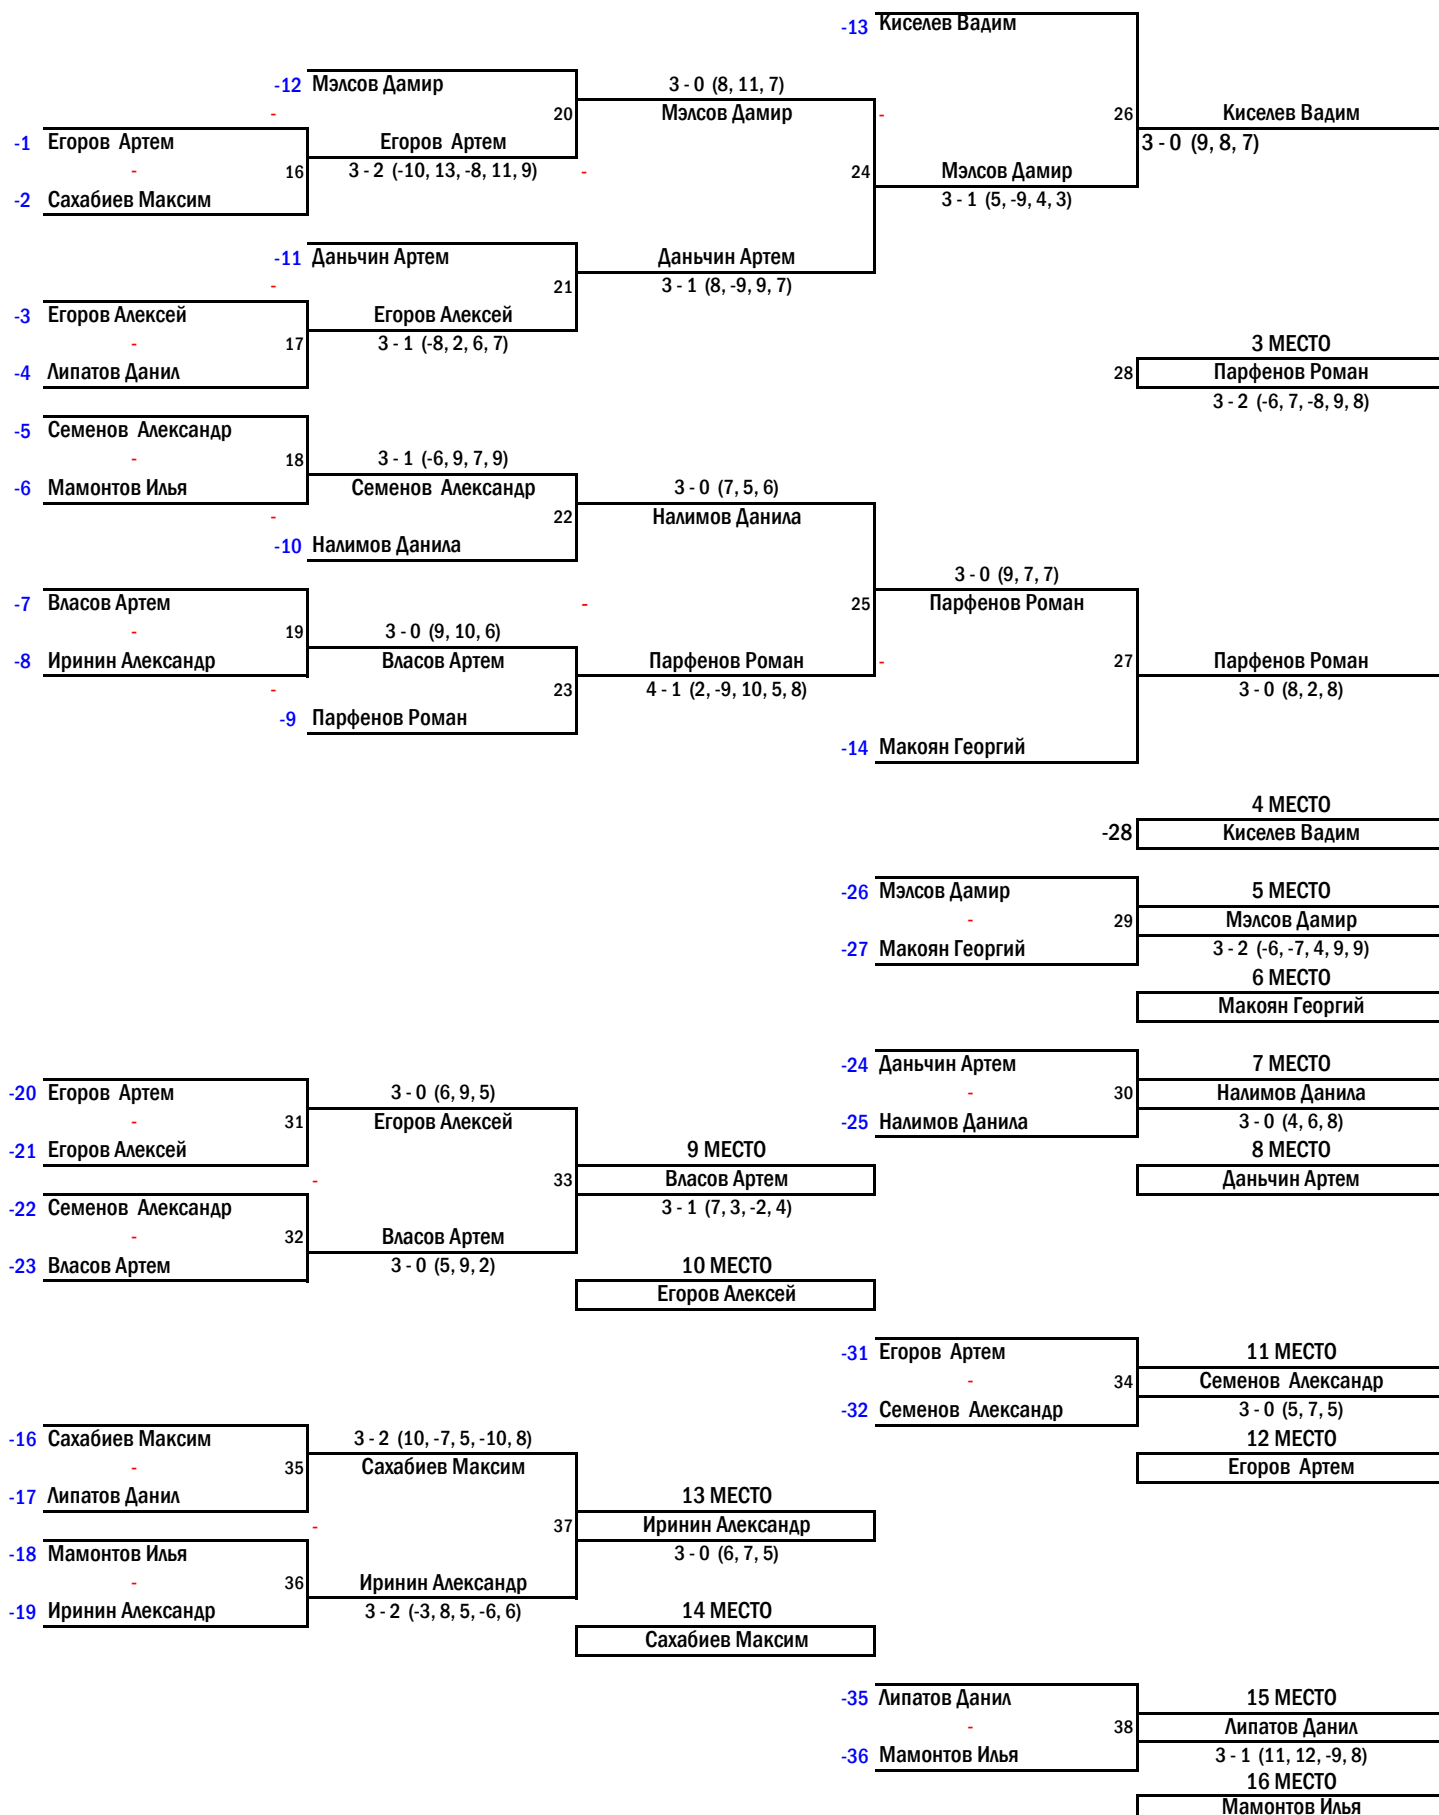 -13 Киселев Вадим
-12 Мэлсов Дамир
3 - 0 (8, 11, 7)
-
20
Мэлсов Дамир
-
26
Киселев Вадим
-1 Егоров Артем
Егоров Артем
3 - 0 (9, 8, 7)
-
16
3 - 2 (-10, 13, -8, 11, 9)
-
24
Мэлсов Дамир
-2 Сахабиев Максим
3 - 1 (5, -9, 4, 3)
-11 Даньчин Артем
Даньчин Артем
-
21
3 - 1 (8, -9, 9, 7)
-3 Егоров Алексей
Егоров Алексей
-
17
3 - 1 (-8, 2, 6, 7)
3 МЕСТО
-4 Липатов Данил
28
Парфенов Роман
3 - 2 (-6, 7, -8, 9, 8)
-5 Семенов Александр
-
18
3 - 1 (-6, 9, 7, 9)
-6 Мамонтов Илья
Семенов Александр
3 - 0 (7, 5, 6)
-
22
Налимов Данила
-10 Налимов Данила
3 - 0 (9, 7, 7)
-7 Власов Артем
-
25
Парфенов Роман
-
19
3 - 0 (9, 10, 6)
-8 Иринин Александр
Власов Артем
Парфенов Роман
-
27
Парфенов Роман
-
23
4 - 1 (2, -9, 10, 5, 8)
3 - 0 (8, 2, 8)
-9 Парфенов Роман
-14 Макоян Георгий
4 МЕСТО
-28
Киселев Вадим
-26 Мэлсов Дамир
5 МЕСТО
-
29
Мэлсов Дамир
-27 Макоян Георгий
3 - 2 (-6, -7, 4, 9, 9)
6 МЕСТО
Макоян Георгий
-24 Даньчин Артем
7 МЕСТО
-20 Егоров Артем
3 - 0 (6, 9, 5)
-
30
Налимов Данила
-
31
Егоров Алексей
-25 Налимов Данила
3 - 0 (4, 6, 8)
-21 Егоров Алексей
9 МЕСТО
8 МЕСТО
-
33
Власов Артем
Даньчин Артем
-22 Семенов Александр
3 - 1 (7, 3, -2, 4)
-
32
Власов Артем
-23 Власов Артем
3 - 0 (5, 9, 2)
10 МЕСТО
Егоров Алексей
-31 Егоров Артем
11 МЕСТО
-
34
Семенов Александр
-32 Семенов Александр
3 - 0 (5, 7, 5)
-16 Сахабиев Максим
3 - 2 (10, -7, 5, -10, 8)
12 МЕСТО
-
35
Сахабиев Максим
Егоров Артем
-17 Липатов Данил
13 МЕСТО
-
37
Иринин Александр
-18 Мамонтов Илья
3 - 0 (6, 7, 5)
-
36
Иринин Александр
-19 Иринин Александр
3 - 2 (-3, 8, 5, -6, 6)
14 МЕСТО
Сахабиев Максим
-35 Липатов Данил
15 МЕСТО
-
38
Липатов Данил
-36 Мамонтов Илья
3 - 1 (11, 12, -9, 8)
16 МЕСТО
Мамонтов Илья